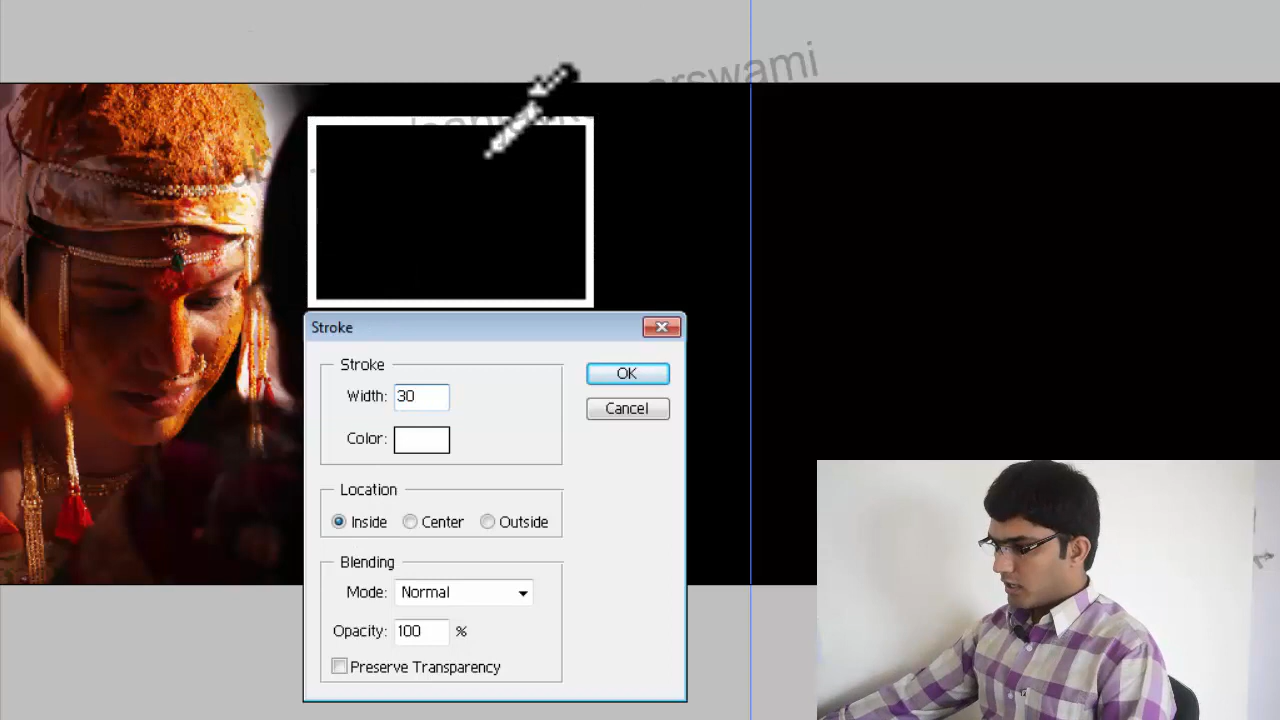 Stroke
Stroke
Width: 30
OK
Color:
Cancel
Location
Inside Center Outside
Blending
Mode: Normal
Opacity: 100 %
Preserve Transparency